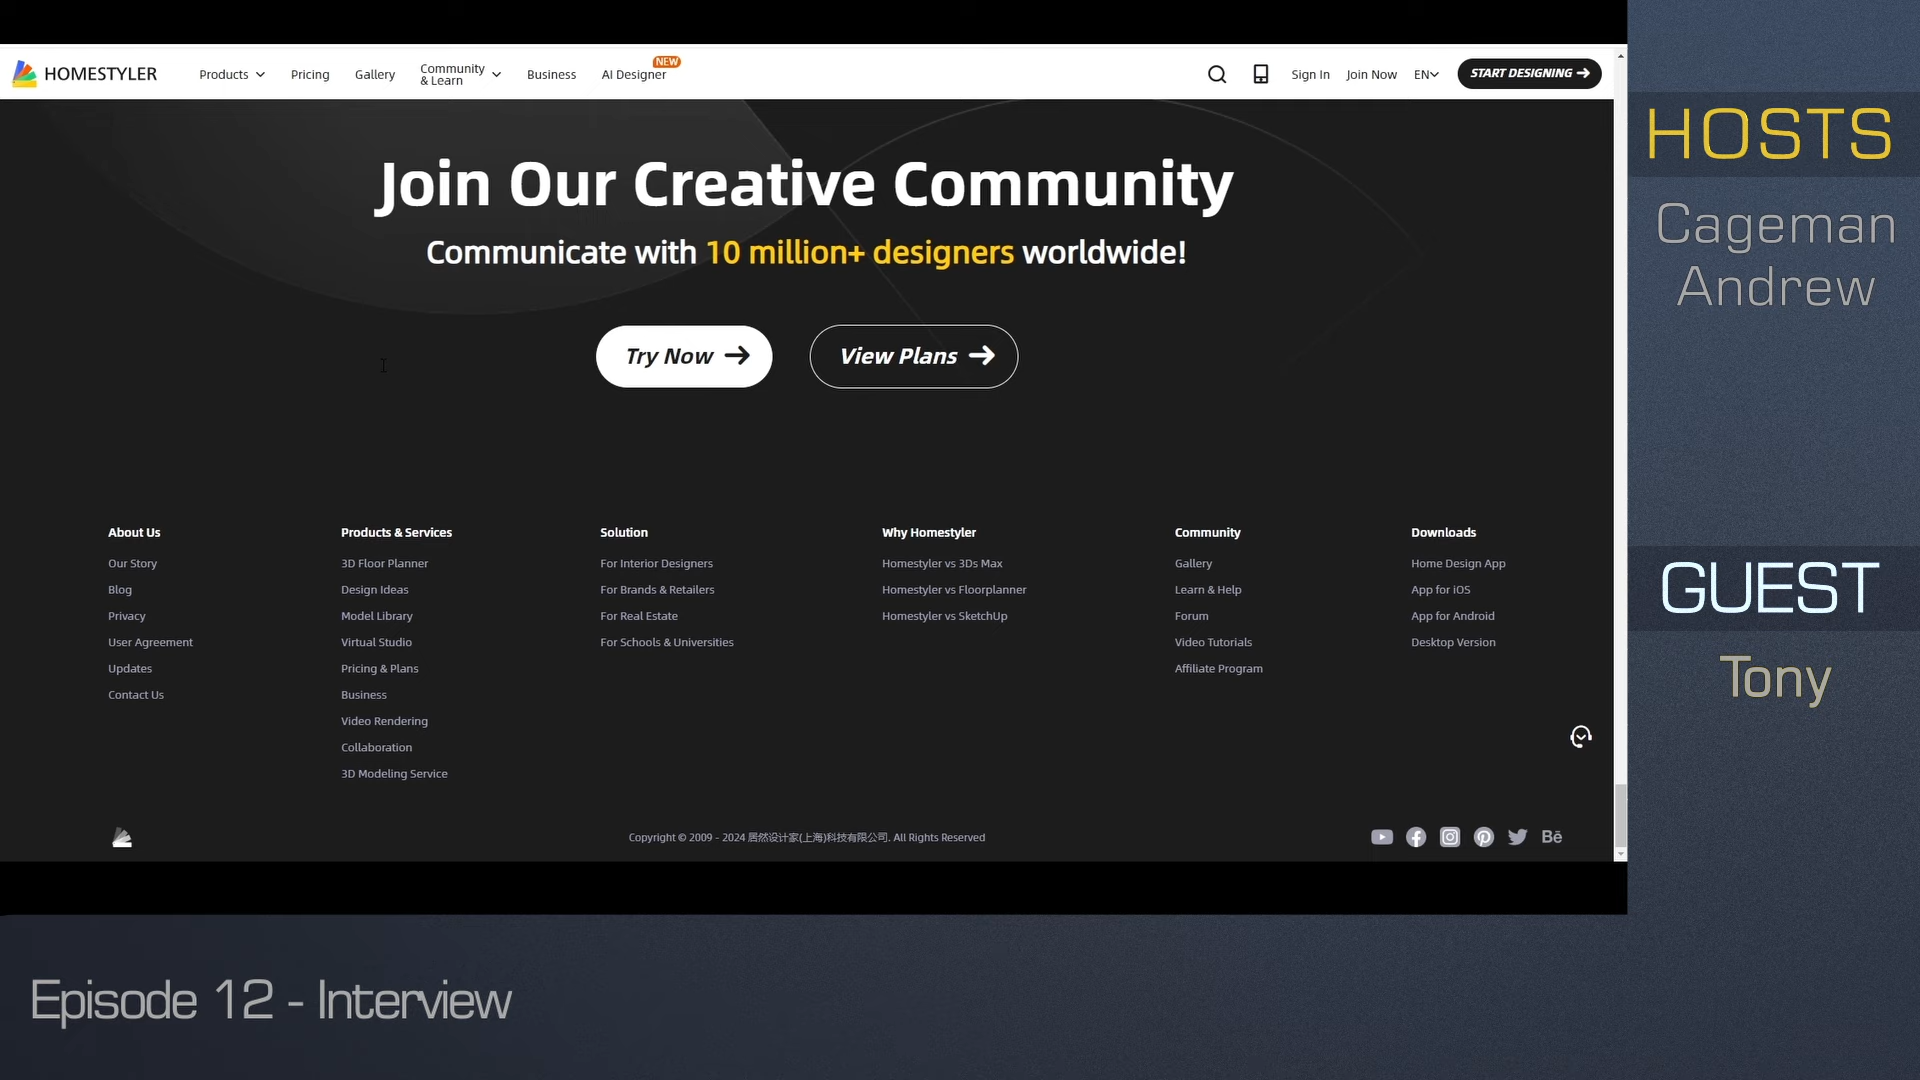 HOMESTYLER
Products
Pricing
Gallery
Community
& Learn
Business
AI Designer
NEW
Sign In
Join Now
EN
START DESIGNING
Join Our Creative Community
Communicate with 10 million+ designers worldwide!
Try Now
View Plans
About Us
Our Story
Blog
Privacy
User Agreement
Updates
Contact Us
Products & Services
3D Floor Planner
Design Ideas
Model Library
Virtual Studio
Pricing & Plans
Business
Video Rendering
Collaboration
3D Modeling Service
Solution
For Interior Designers
For Brands & Retailers
For Real Estate
For Schools & Universities
Why Homestyler
Homestyler vs 3Ds Max
Homestyler vs Floorplanner
Homestyler vs SketchUp
Community
Gallery
Learn & Help
Forum
Video Tutorials
Affiliate Program
Downloads
Home Design App
App for iOS
App for Android
Desktop Version
Copyright © 2009 - 2024 居然设计家(上海)科技有限公司. All Rights Reserved
Bē
HOSTS
Cageman
Andrew
GUEST
Tony
Episode 12 - Interview